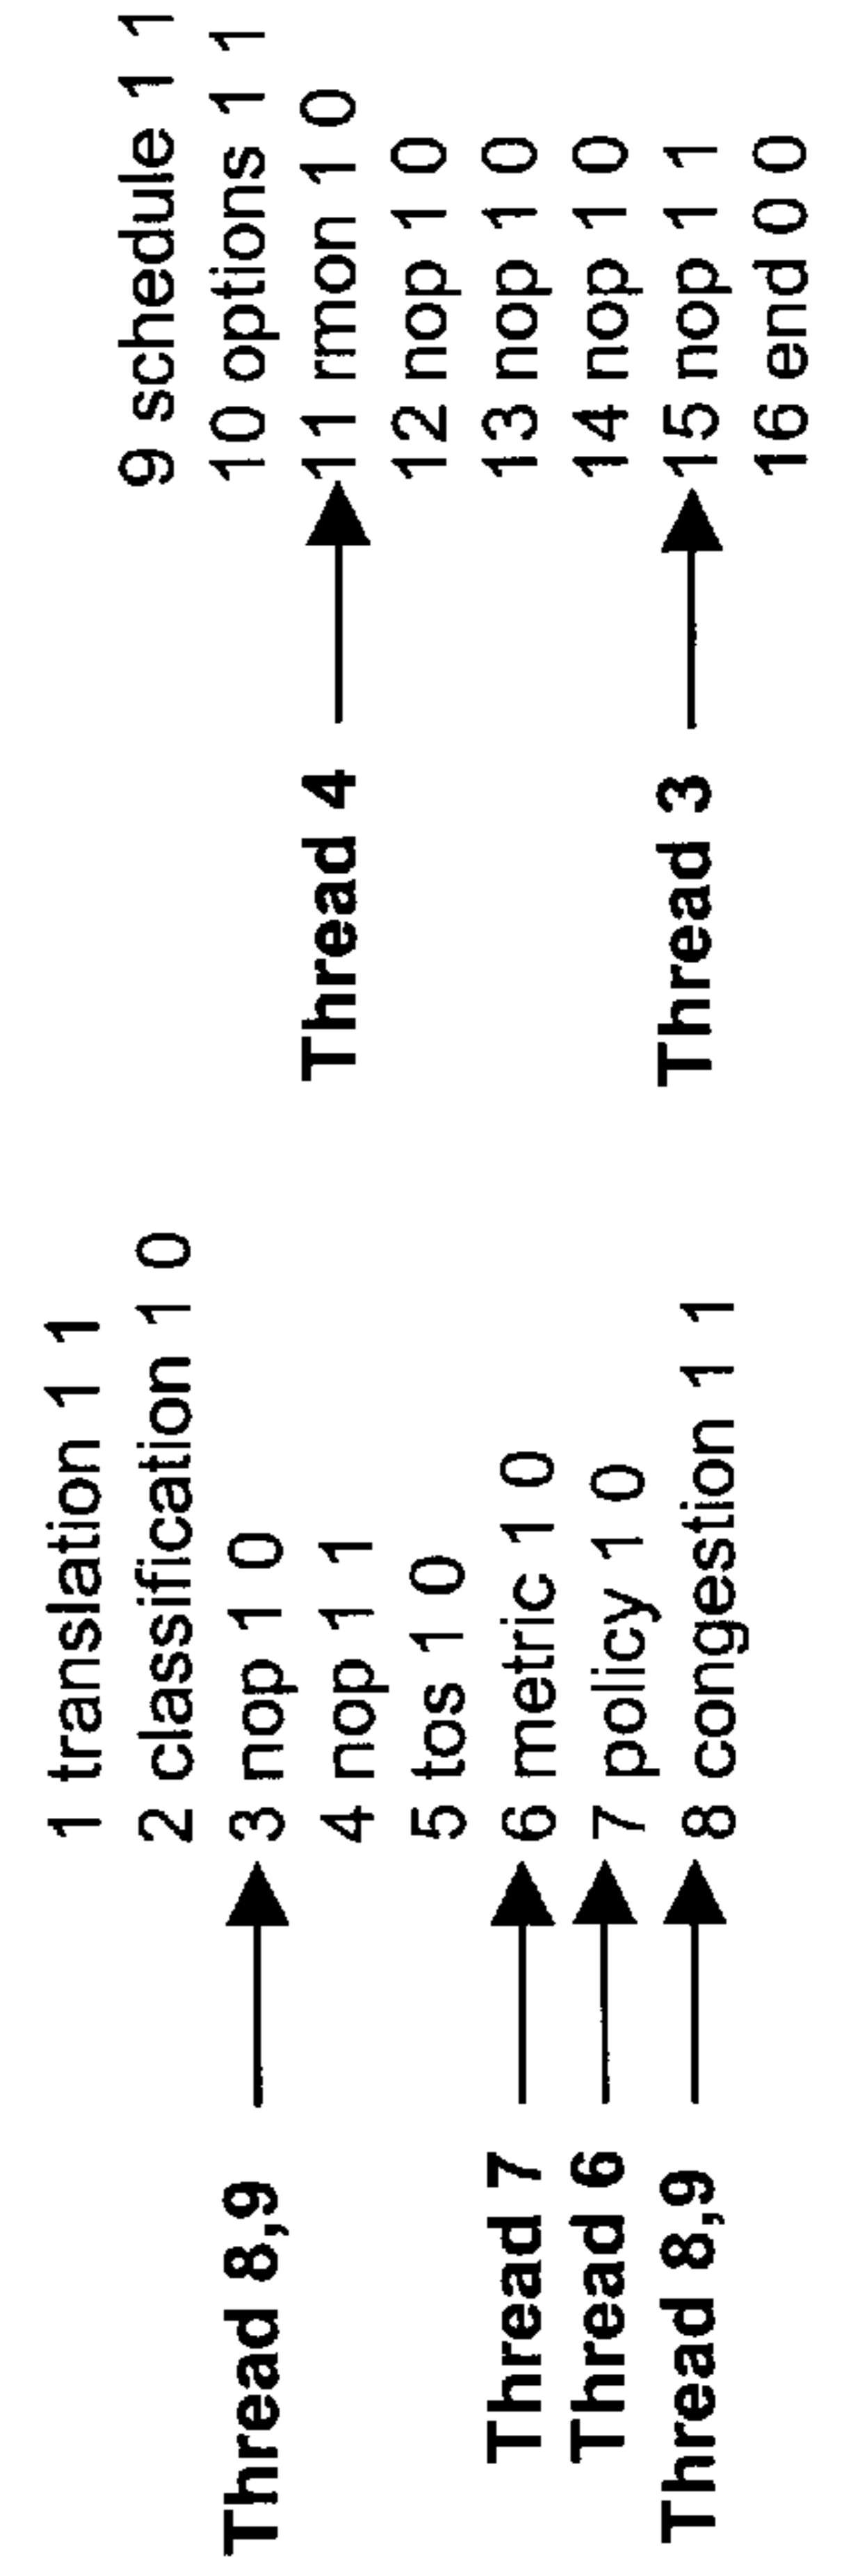 1 translation 1 1
2 classification 1 0
Thread 8,9 3 nop 1 0
4 nop 1 1
5 tos 1 0
Thread 7 6 metric 1 0
Thread 6 7 policy 1 0
Thread 8,9 8 congestion 1 1
9 schedule 1 1
10 options 1 1
Thread 4 11 rmon 1 0
12 nop 1 0
13 nop 1 0
14 nop 1 0
Thread 3 15 nop 1 1
16 end 0 0